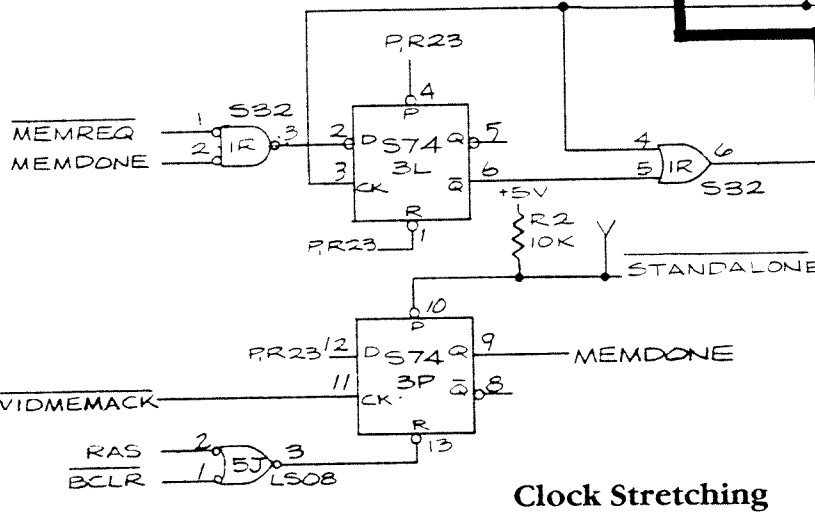 P,R23
4
P
S32
MEMREQ 1
MEMDONE 2
1R 3
2 D S74 Q 5
3 CK 3L Q 6
R
1
P,R23
4
5
1R 6
S32
+5V
R2
10K
STANDALONE
10
P
P,R23 12 D S74 Q 9 MEMDONE
3P
VIDMEMACK 11 CK Q 8
R
13
RAS 2
BCLR 1
5J 3
LS08
Clock Stretching